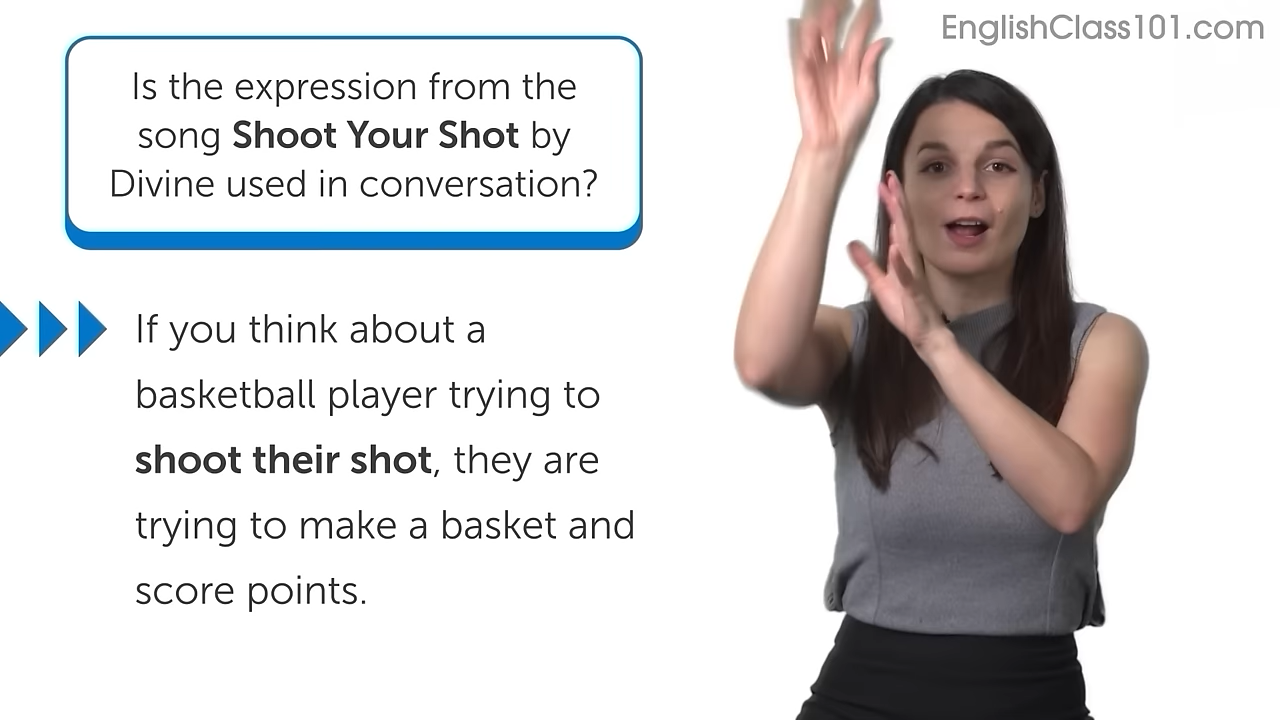 EnglishClass101.com
Is the expression from the
song Shoot Your Shot by
Divine used in conversation?
If you think about a
basketball player trying to
shoot their shot, they are
trying to make a basket and
score points.